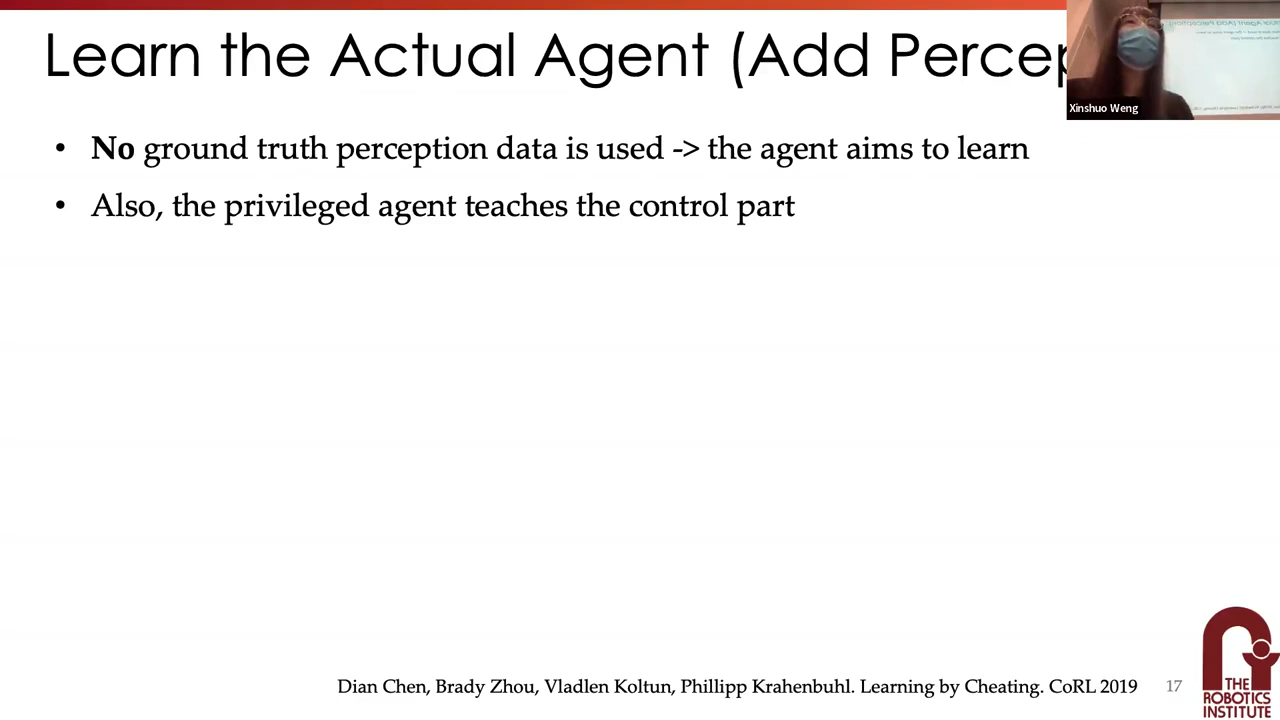 Learn the Actual Agent (Add Percep
Xinshuo Weng
• No ground truth perception data is used -> the agent aims to learn
• Also, the privileged agent teaches the control part
Dian Chen, Brady Zhou, Vladlen Koltun, Phillipp Krahenbuhl. Learning by Cheating. CoRL 2019
17
THE
ROBOTICS
INSTITUTE